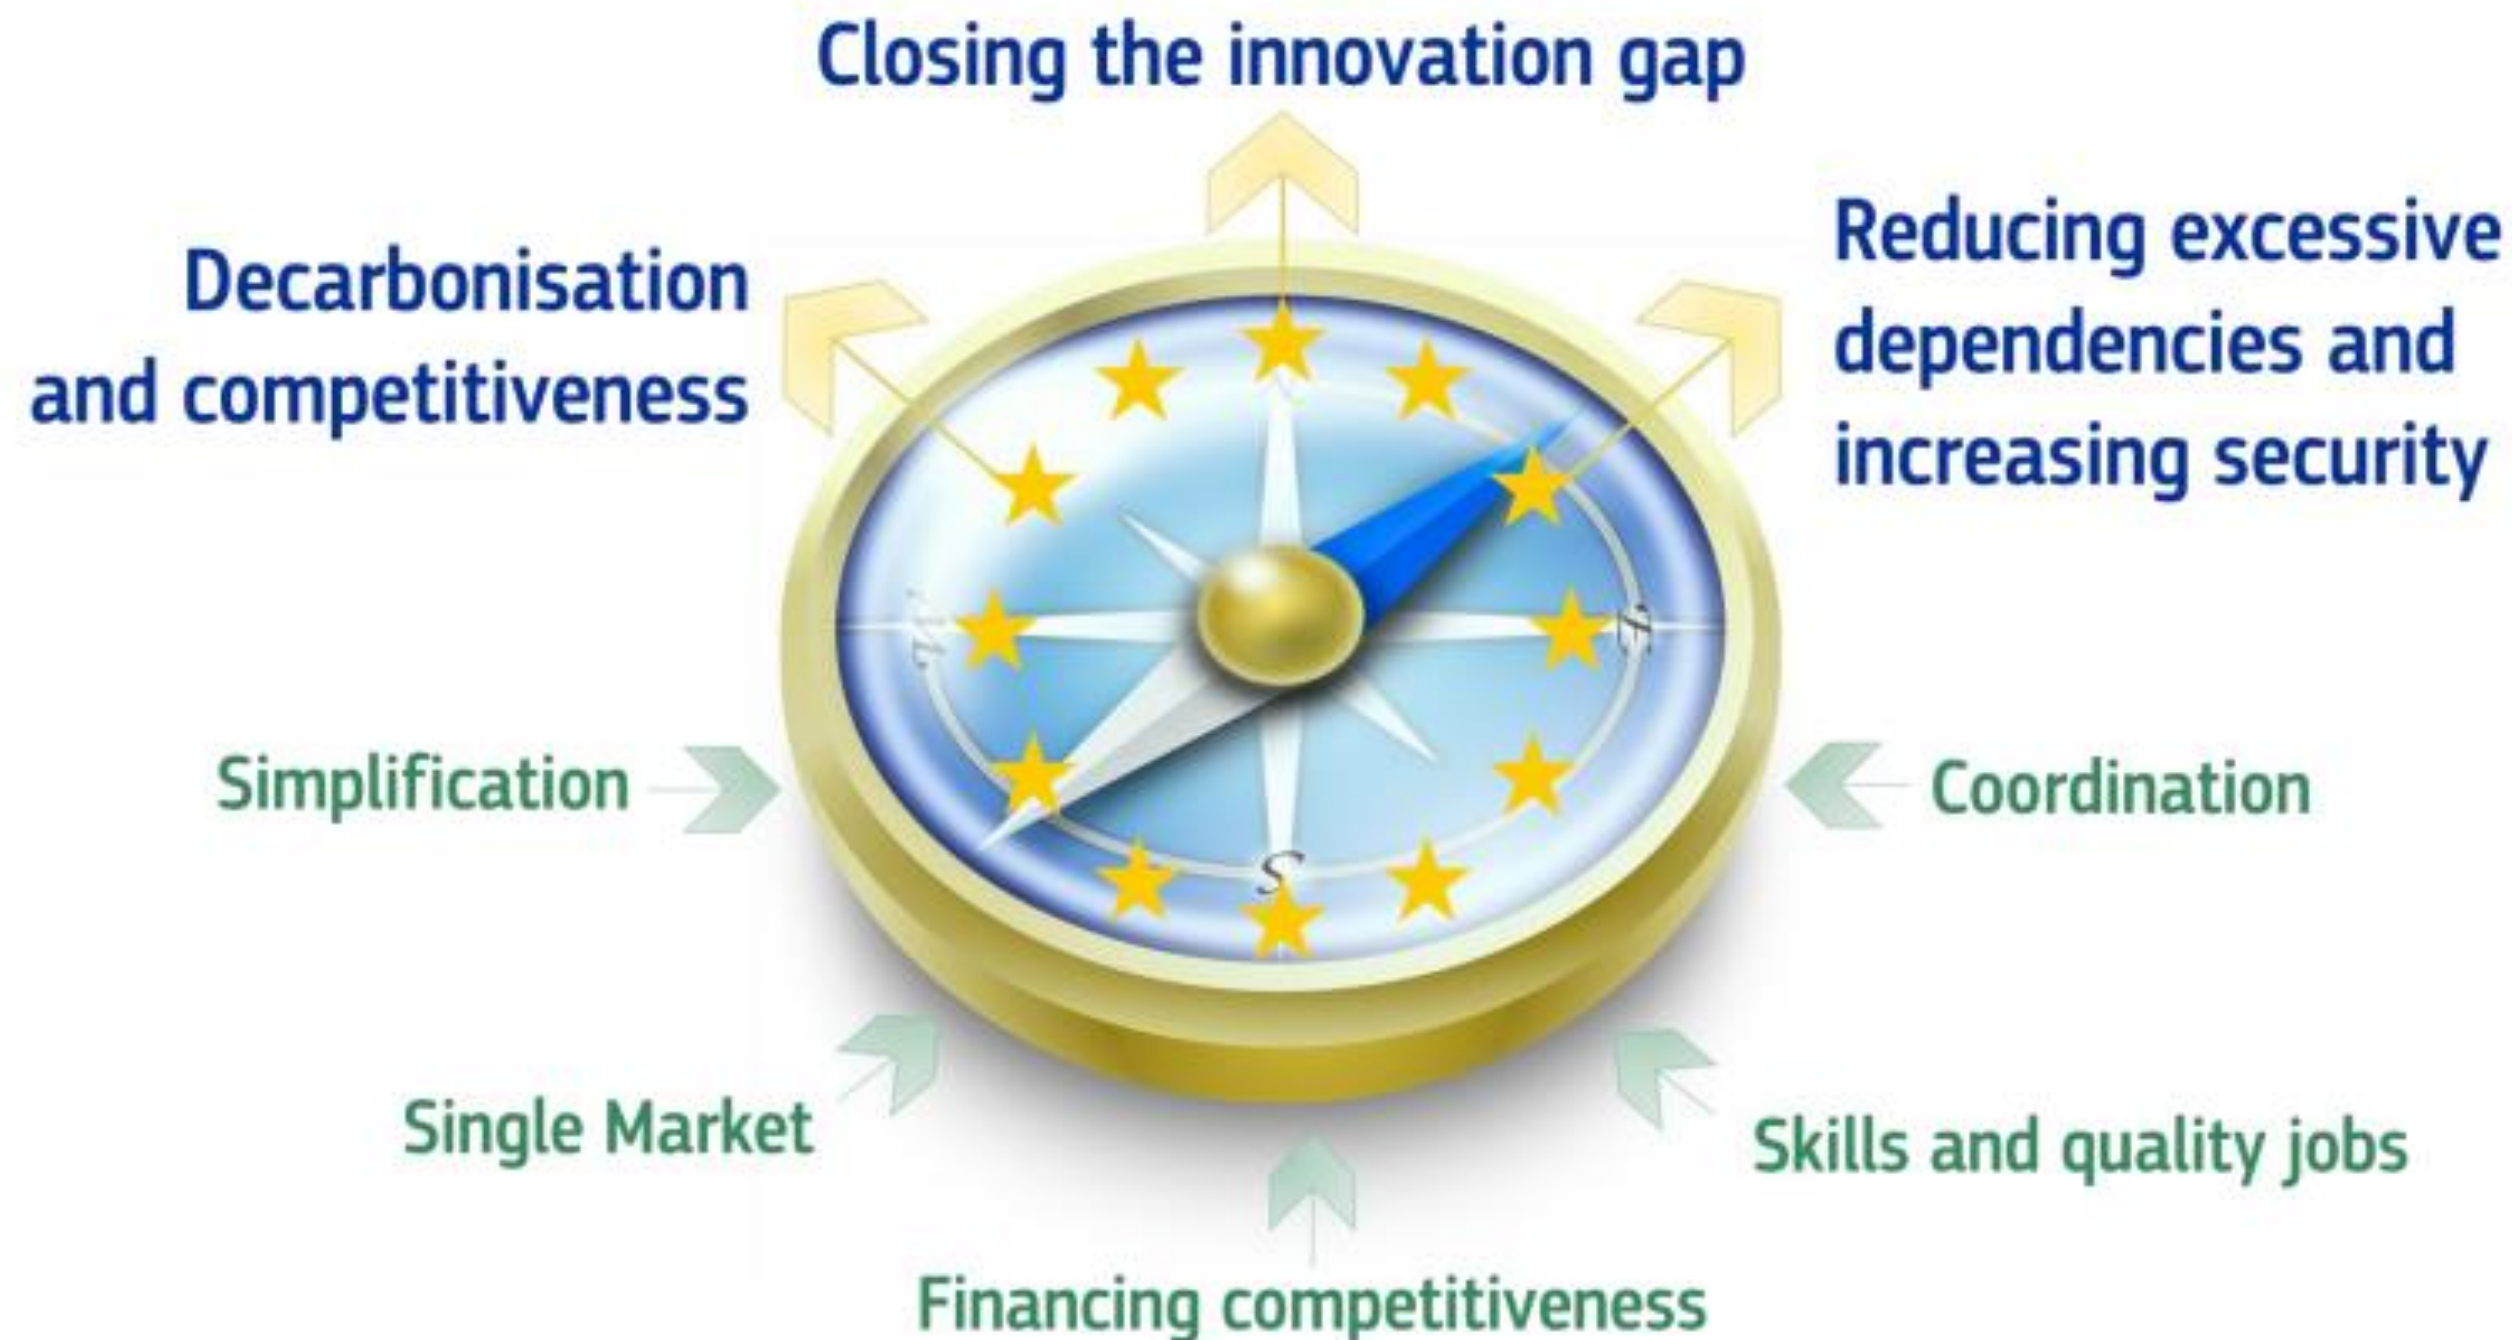 Closing the innovation gap
Decarbonisation
and competitiveness
Reducing excessive
dependencies and
increasing security
S
Simplification
Coordination
Single Market
Skills and quality jobs
Financing competitiveness